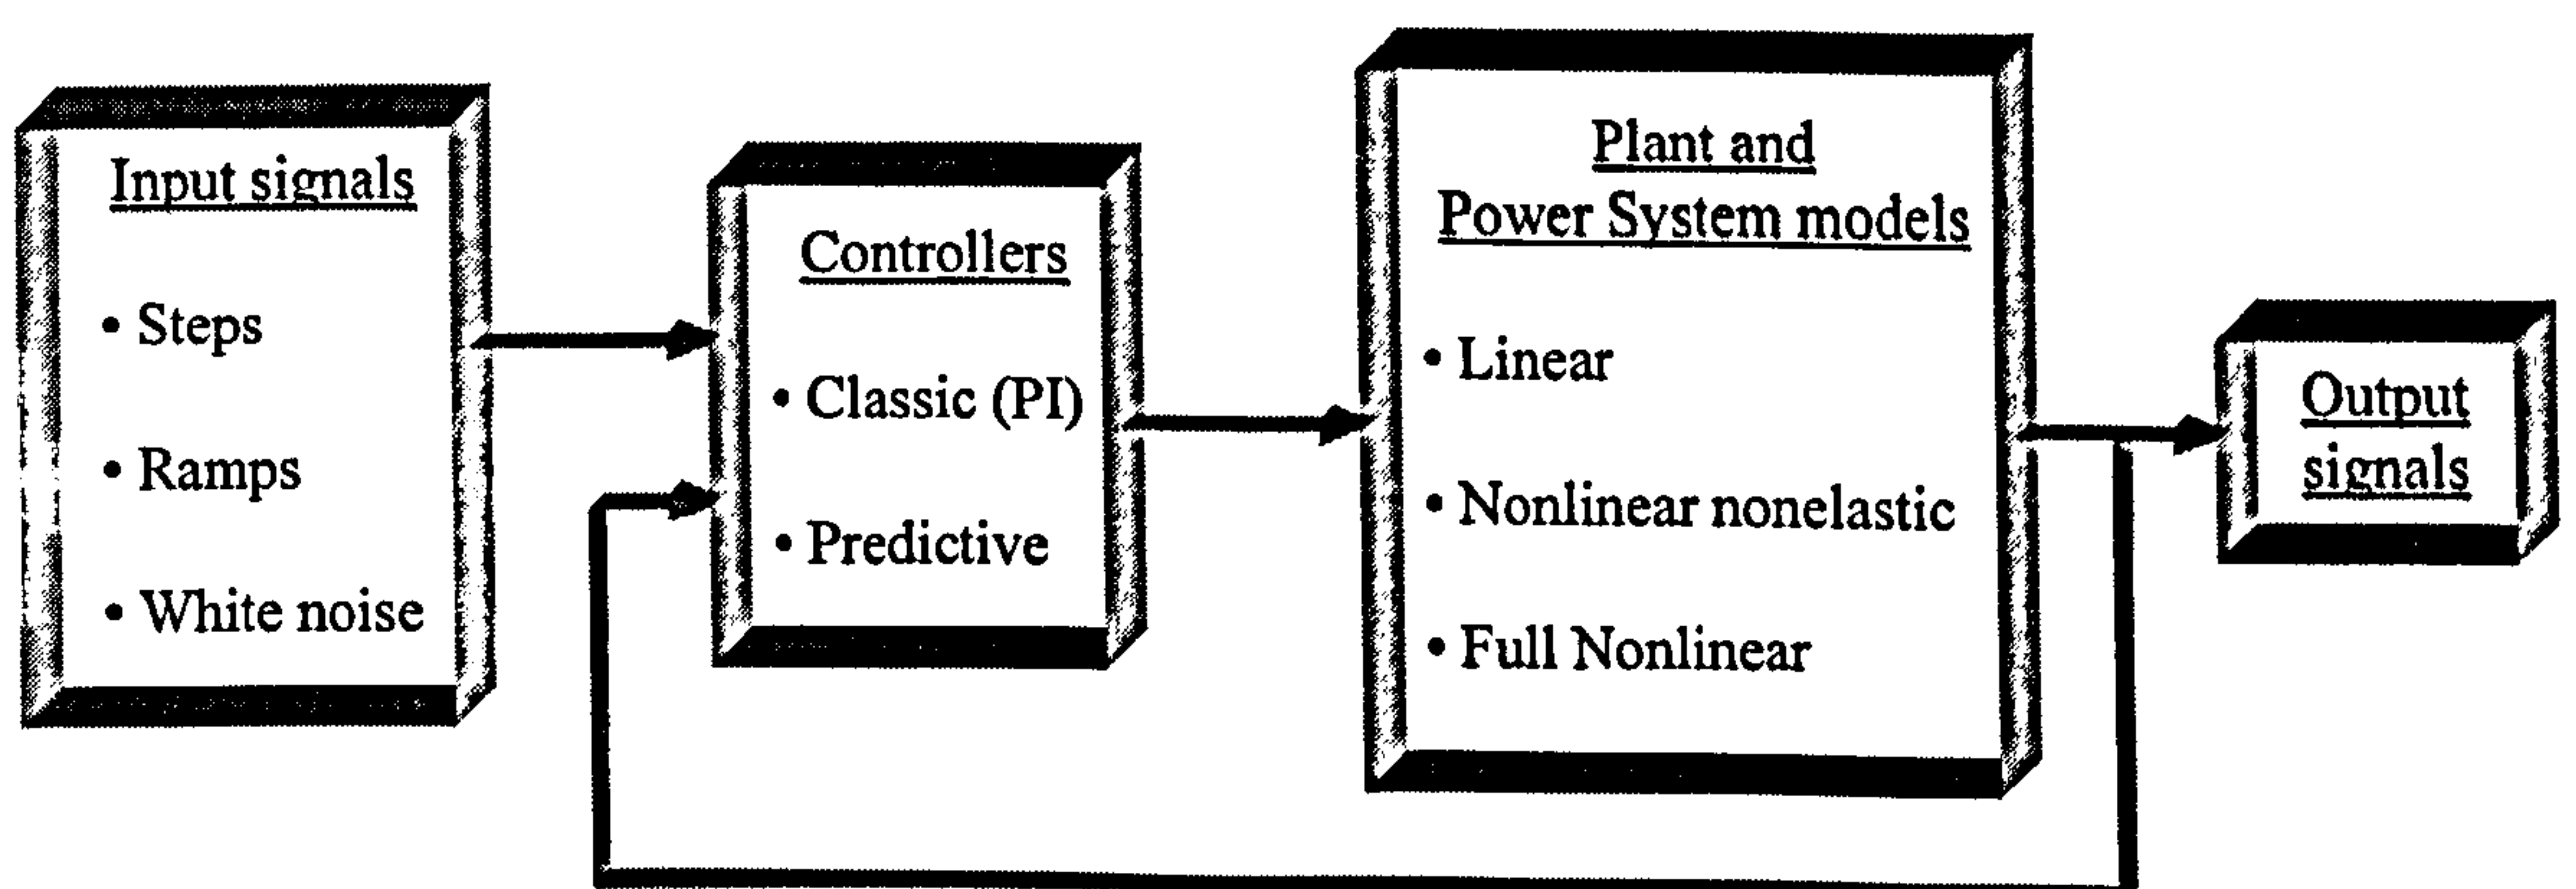 Input signals
• Steps
• Ramps
• White noise
Controllers
• Classic (PI)
• Predictive
Plant and
Power System models
• Linear
• Nonlinear nonelastic
• Full Nonlinear
Output
signals